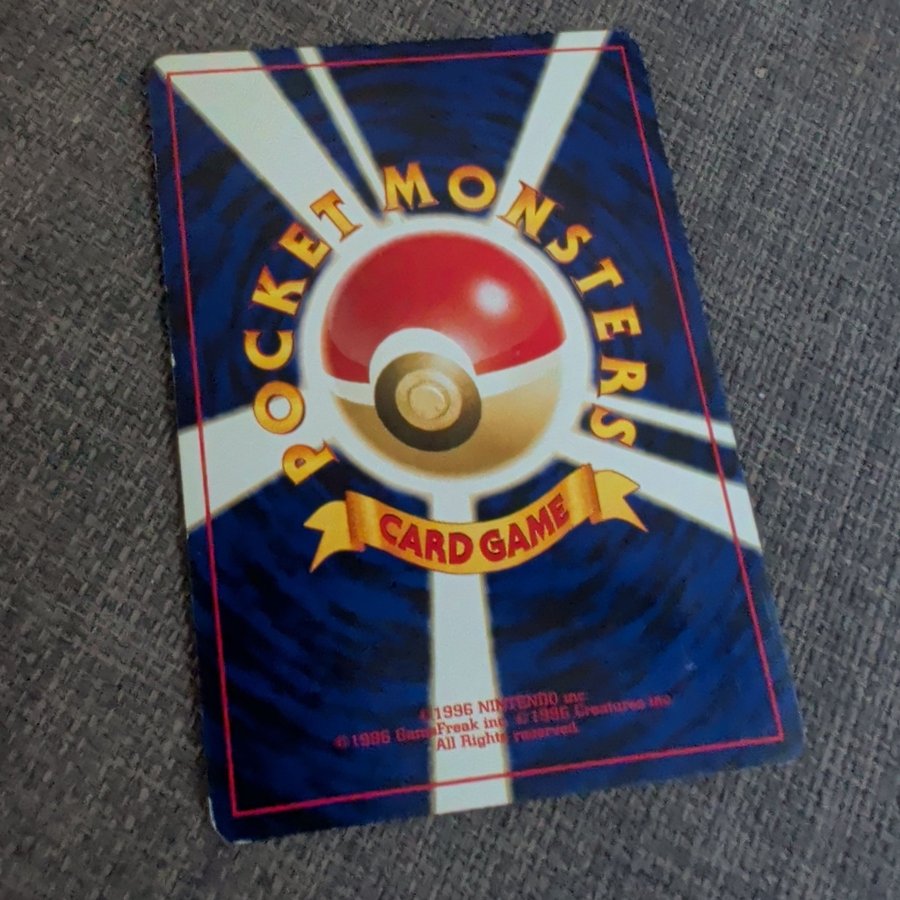 POCKET MONSTERS
CARD GAME
©1996 NINTENDO inc.
©1996 GameFreak inc. ©1996 Creatures inc.
All Rights reserved.